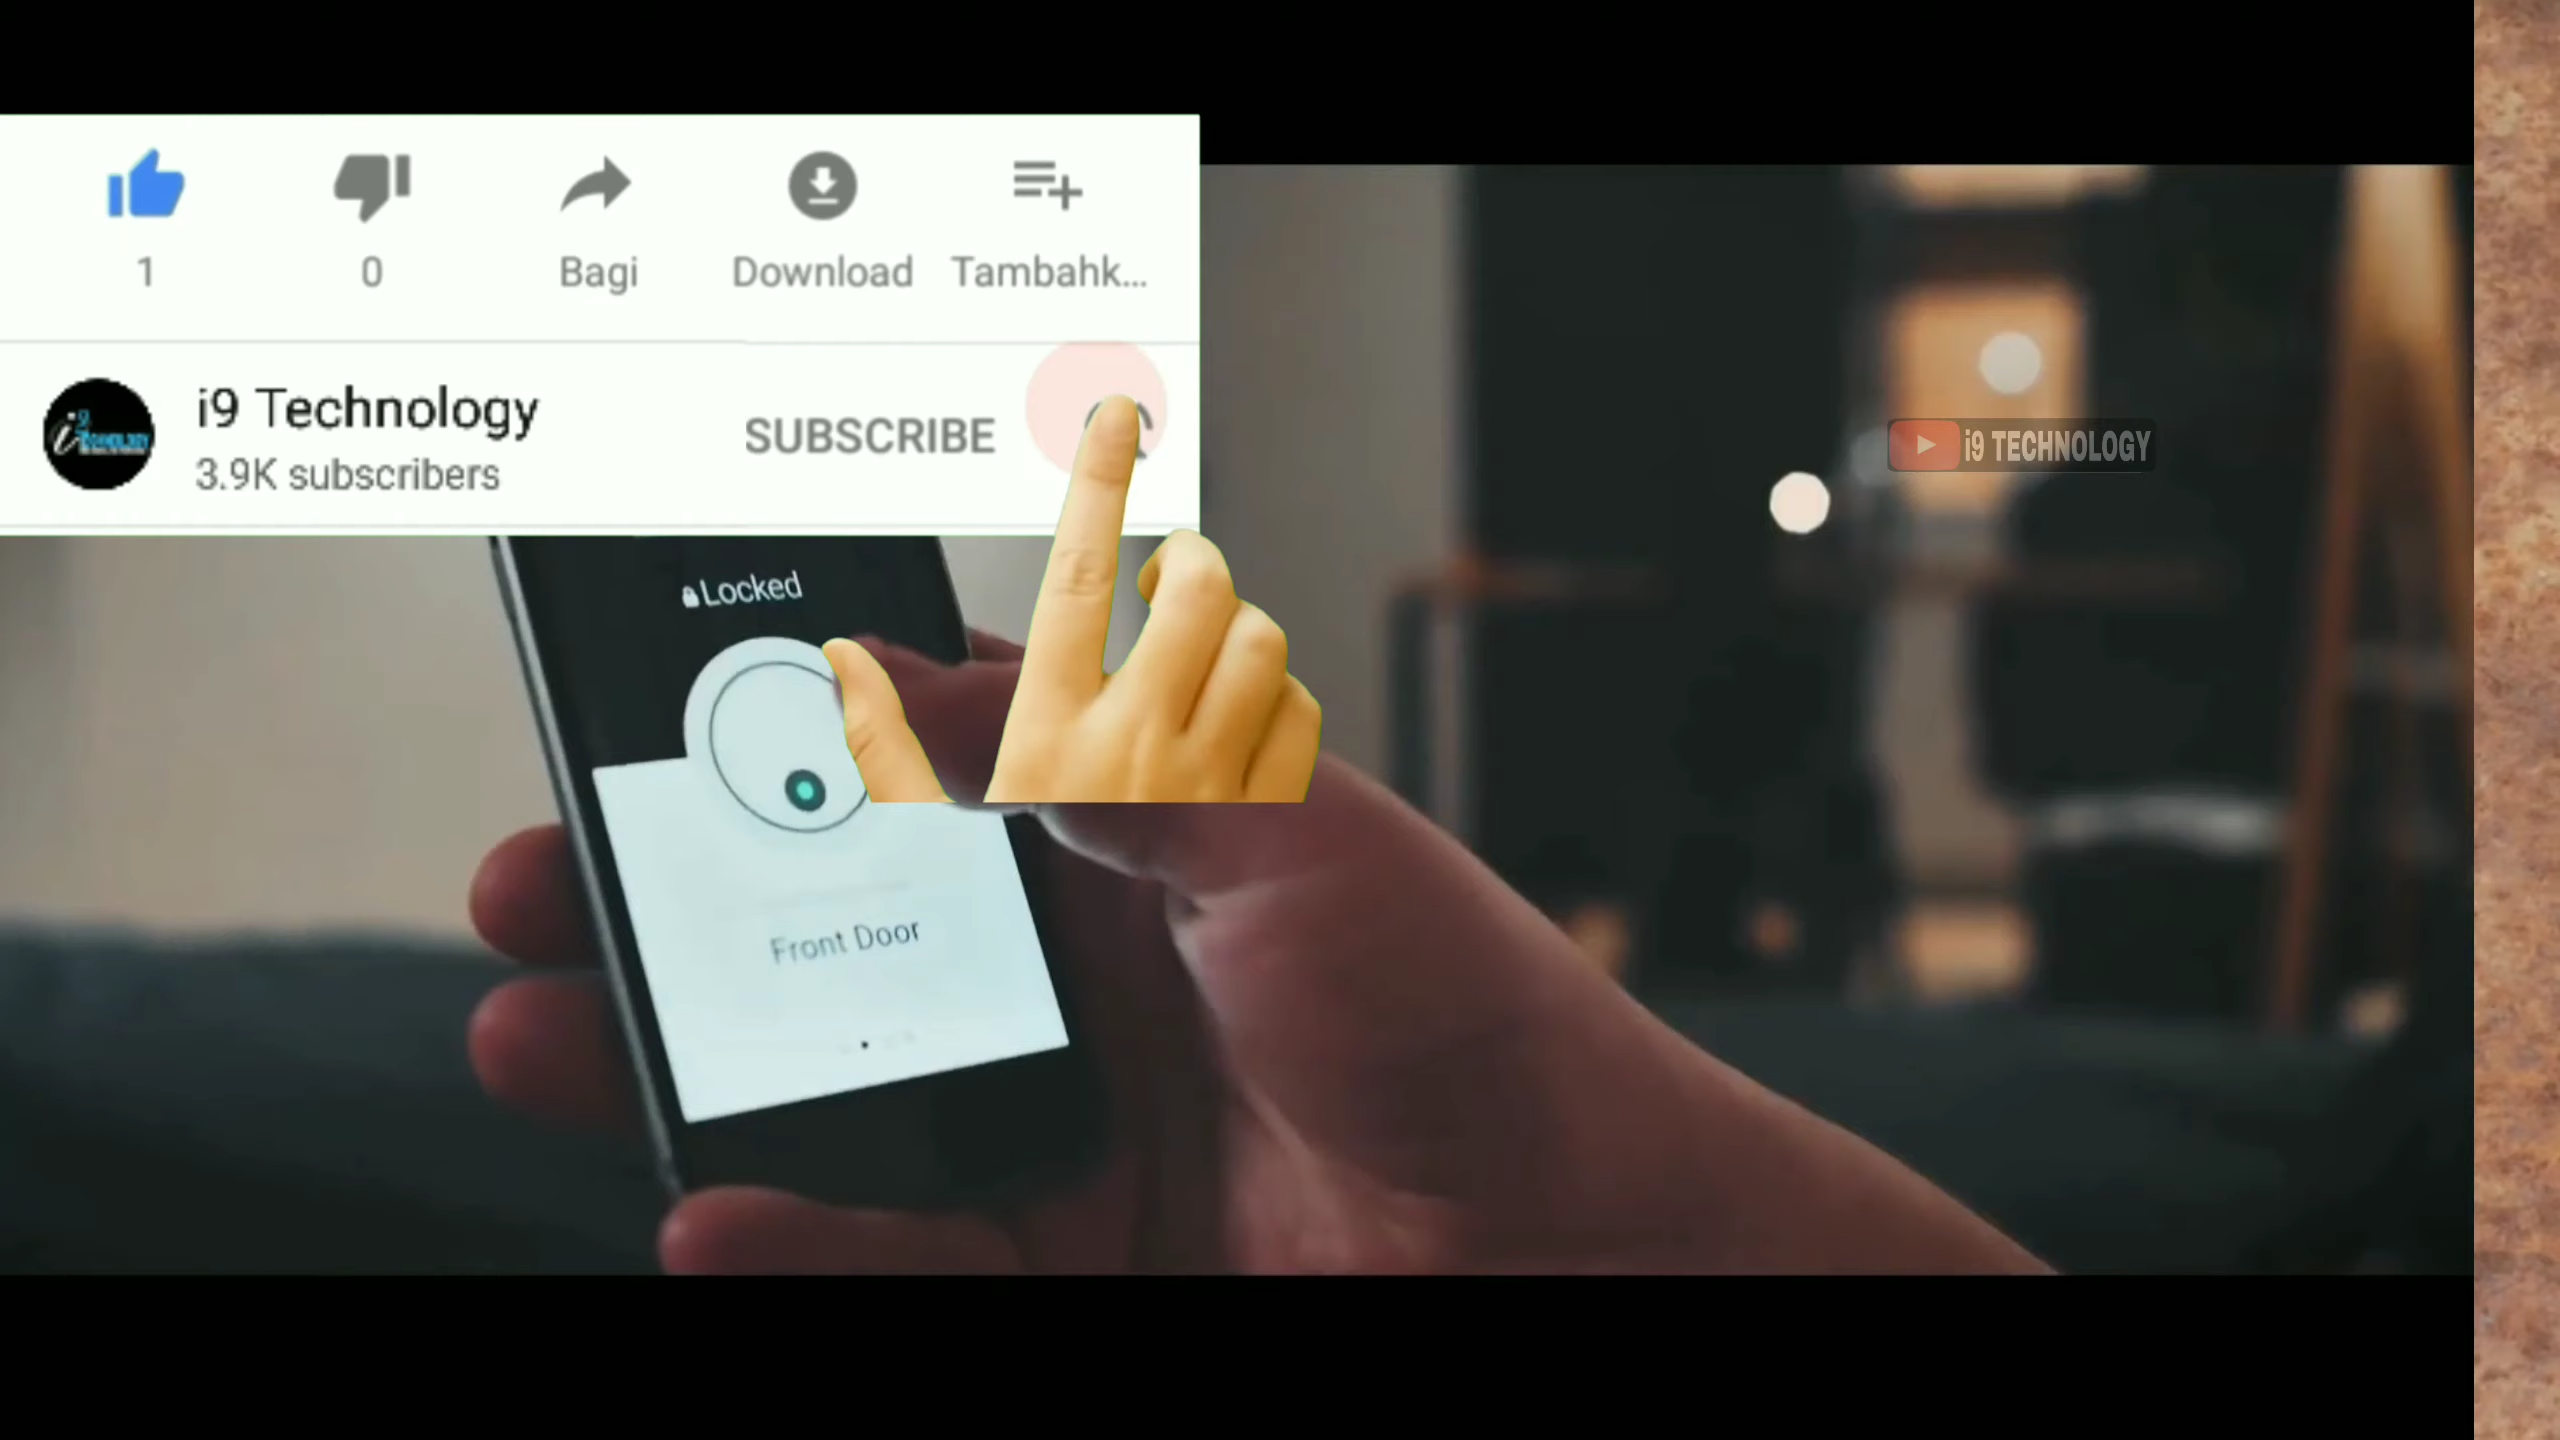 1
0
Bagi
Download
Tambahk...
i9 Technology
3.9K subscribers
SUBSCRIBE
i9 TECHNOLOGY
Locked
Front Door